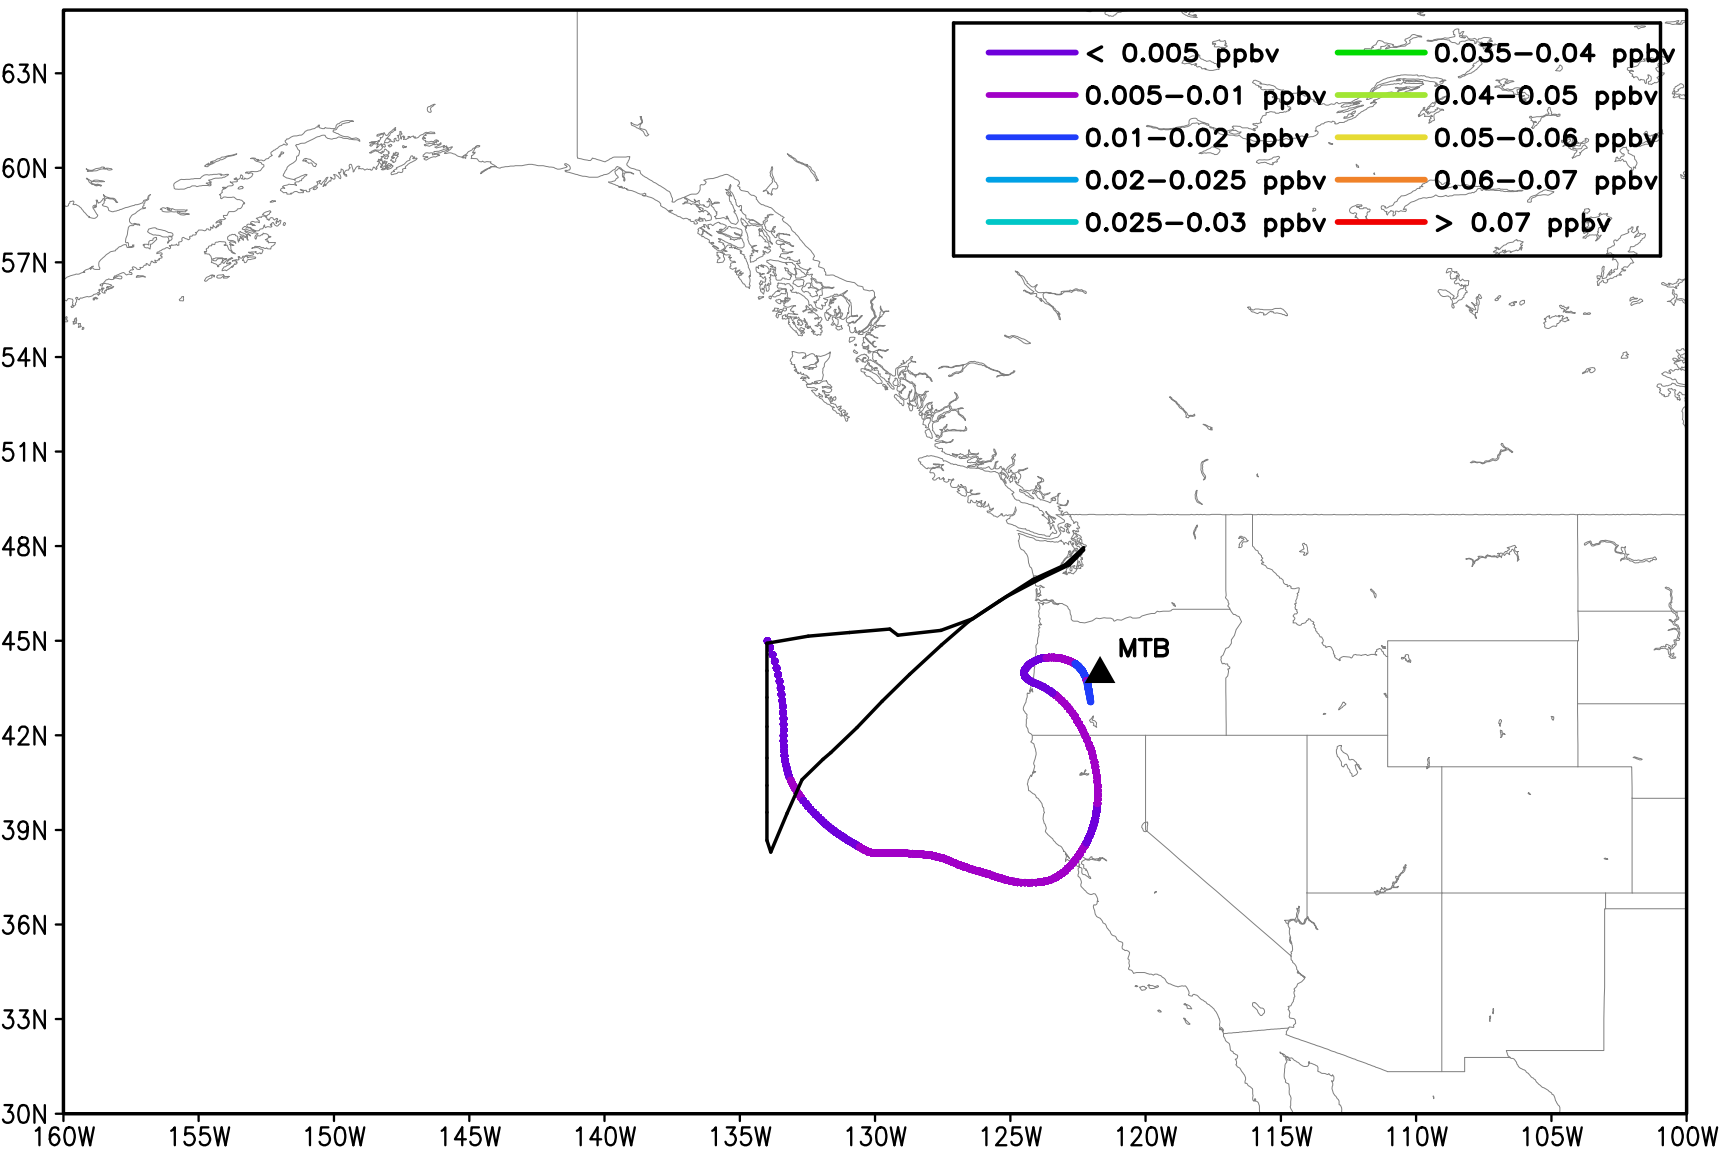 63N
60N
57N
54N
51N
48N
45N
42N
39N
36N
33N
30N
< 0.005 ppbv
0.005-0.01 ppbv
0.01-0.02 ppbv
0.02-0.025 ppbv
0.025-0.03 ppbv
0.035-0.04 ppbv
0.04-0.05 ppbv
0.05-0.06 ppbv
0.06-0.07 ppbv
> 0.07 ppbv
MTB
160W 155W 150W 145W 140W 135W 130W 125W 120W 115W 110W 105W 100W